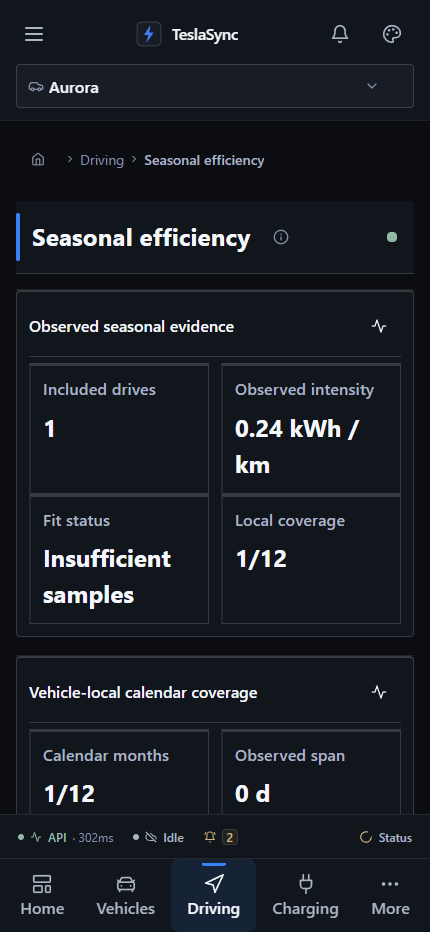 TeslaSync
Aurora
Driving
Seasonal efficiency
Seasonal efficiency
Observed seasonal evidence
Included drives
1
Observed intensity
0.24 kWh /
km
Fit status
Insufficient
samples
Local coverage
1/12
Vehicle-local calendar coverage
Calendar months
1/12
Observed span
0 d
API · 302ms
Idle
2
Status
Home
Vehicles
Driving
Charging
More